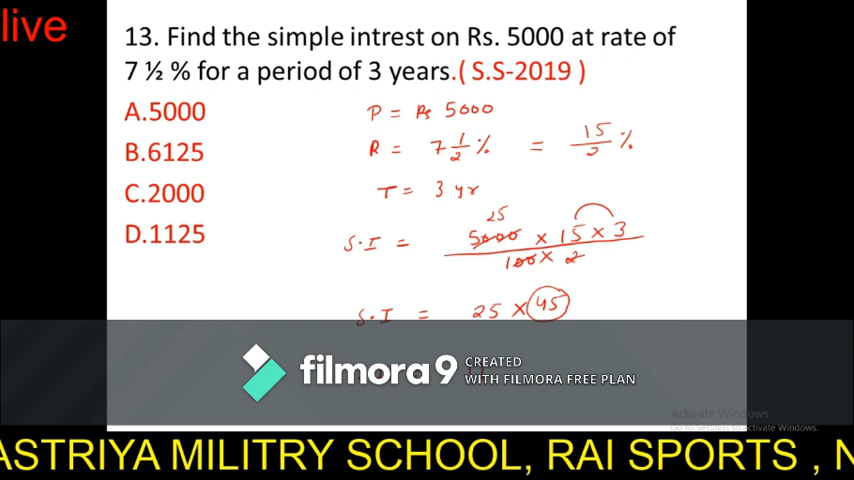 live
13. Find the simple intrest on Rs. 5000 at rate of
7 ½ % for a period of 3 years.( S.S-2019 )
A.5000
B.6125
C.2000
D.1125
P = Rs 5000
R = 7 1/2 % = 15/2 %
T = 3 yr
25
S.I = 5000 × 15 × 3
100 × 2
S.I = 25 × 45
filmora9 CREATED
WITH FILMORA FREE PLAN
Activate Windows
Go to Settings to activate Windows.
ASTRIYA MILITRY SCHOOL, RAI SPORTS , N